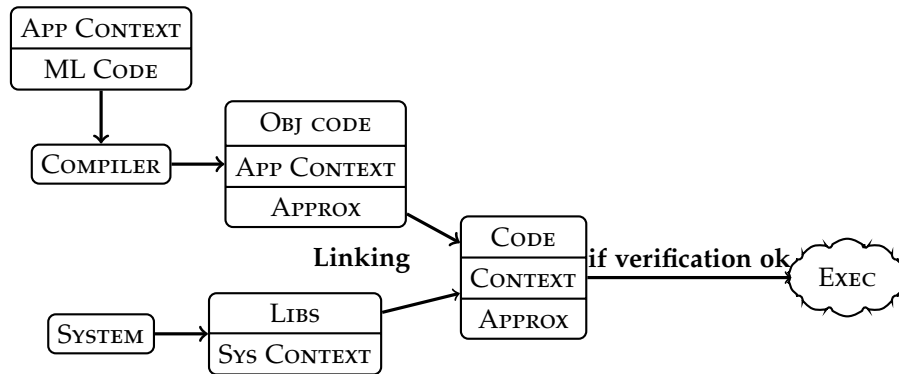 APP CONTEXT
ML CODE
COMPILER
OBJ CODE
APP CONTEXT
APPROX
Linking
CODE
CONTEXT
APPROX
if verification ok
EXEC
SYSTEM
LIBS
SYS CONTEXT